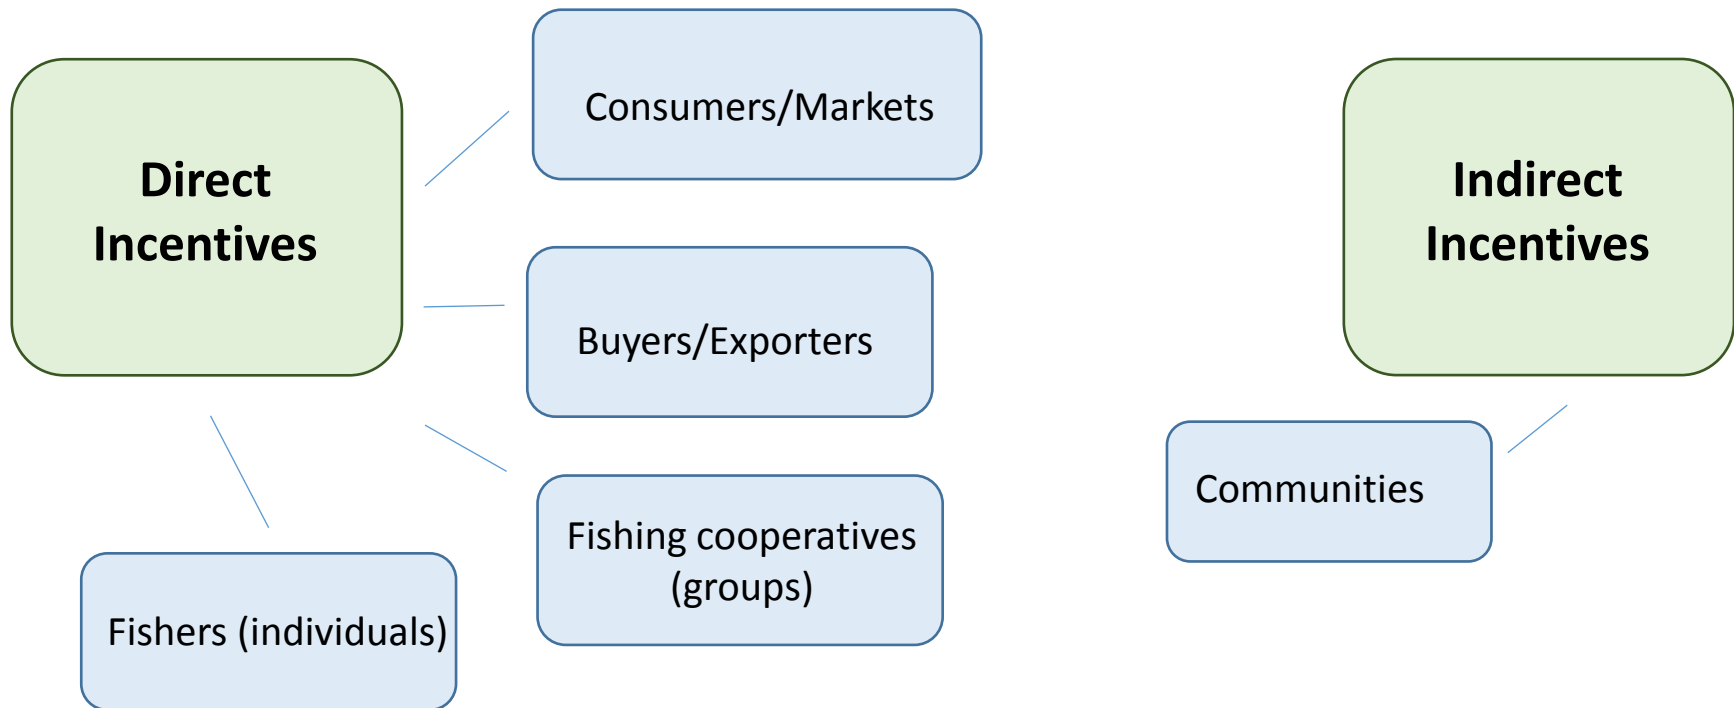 Direct
Incentives
Consumers/Markets
Buyers/Exporters
Fishing cooperatives
(groups)
Fishers (individuals)
Indirect
Incentives
Communities